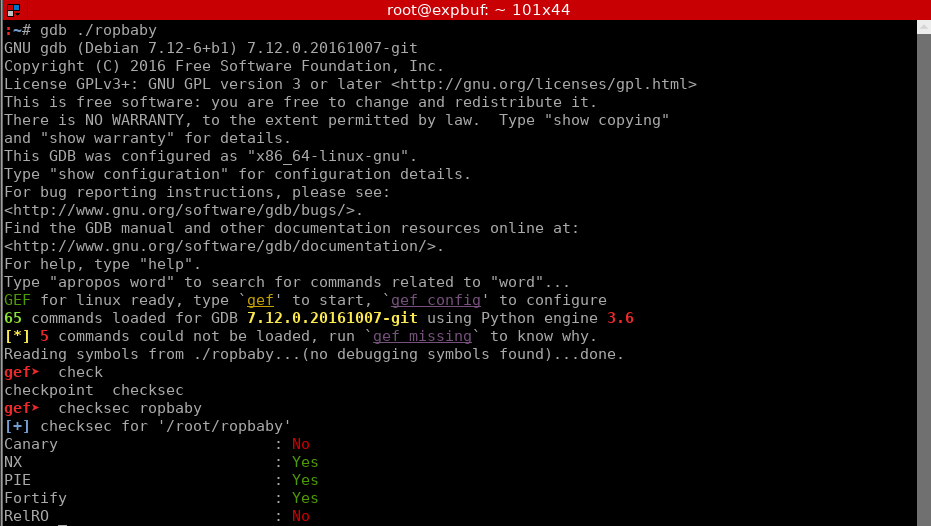 root@expbuf: ~ 101x44
:~# gdb ./ropbaby
GNU gdb (Debian 7.12-6+b1) 7.12.0.20161007-git
Copyright (C) 2016 Free Software Foundation, Inc.
License GPLv3+: GNU GPL version 3 or later <http://gnu.org/licenses/gpl.html>
This is free software: you are free to change and redistribute it.
There is NO WARRANTY, to the extent permitted by law.  Type "show copying"
and "show warranty" for details.
This GDB was configured as "x86_64-linux-gnu".
Type "show configuration" for configuration details.
For bug reporting instructions, please see:
<http://www.gnu.org/software/gdb/bugs/>.
Find the GDB manual and other documentation resources online at:
<http://www.gnu.org/software/gdb/documentation/>.
For help, type "help".
Type "apropos word" to search for commands related to "word"...
GEF for linux ready, type `gef' to start, `gef config' to configure
65 commands loaded for GDB 7.12.0.20161007-git using Python engine 3.6
[*] 5 commands could not be loaded, run `gef missing` to know why.
Reading symbols from ./ropbaby...(no debugging symbols found)...done.
gef➤  check
checkpoint  checksec
gef➤  checksec ropbaby
[+] checksec for '/root/ropbaby'
Canary                        : No
NX                            : Yes
PIE                           : Yes
Fortify                       : Yes
RelRO                         : No